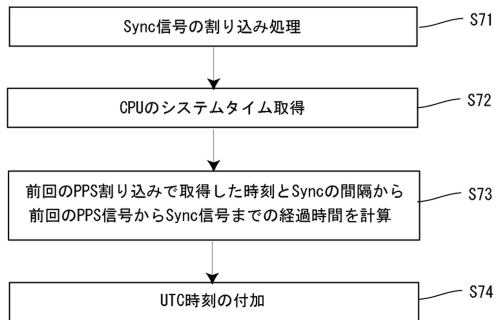 Sync信号の割り込み処理
S71
CPUのシステムタイム取得
S72
前回のPPS割り込みで取得した時刻とSyncの間隔から
前回のPPS信号からSync信号までの経過時間を計算
S73
UTC時刻の付加
S74